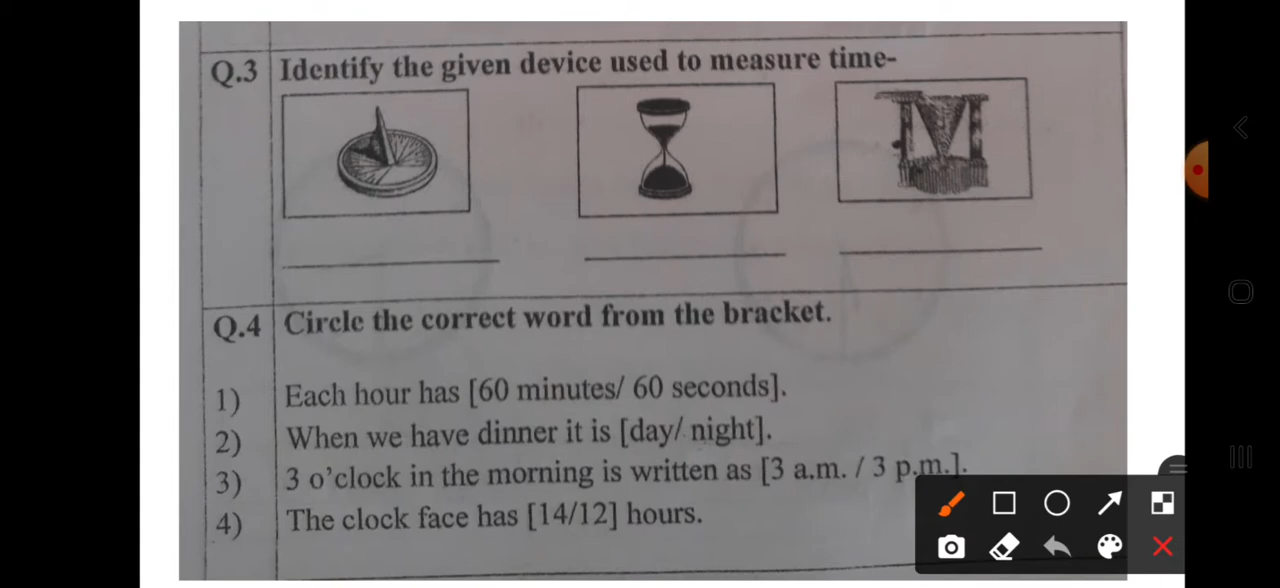 Q.3 Identify the given device used to measure time-
Q.4 Circle the correct word from the bracket.
1) Each hour has [60 minutes/ 60 seconds].
2) When we have dinner it is [day/ night].
3) 3 o'clock in the morning is written as [3 a.m. / 3 p.m.].
4) The clock face has [14/12] hours.